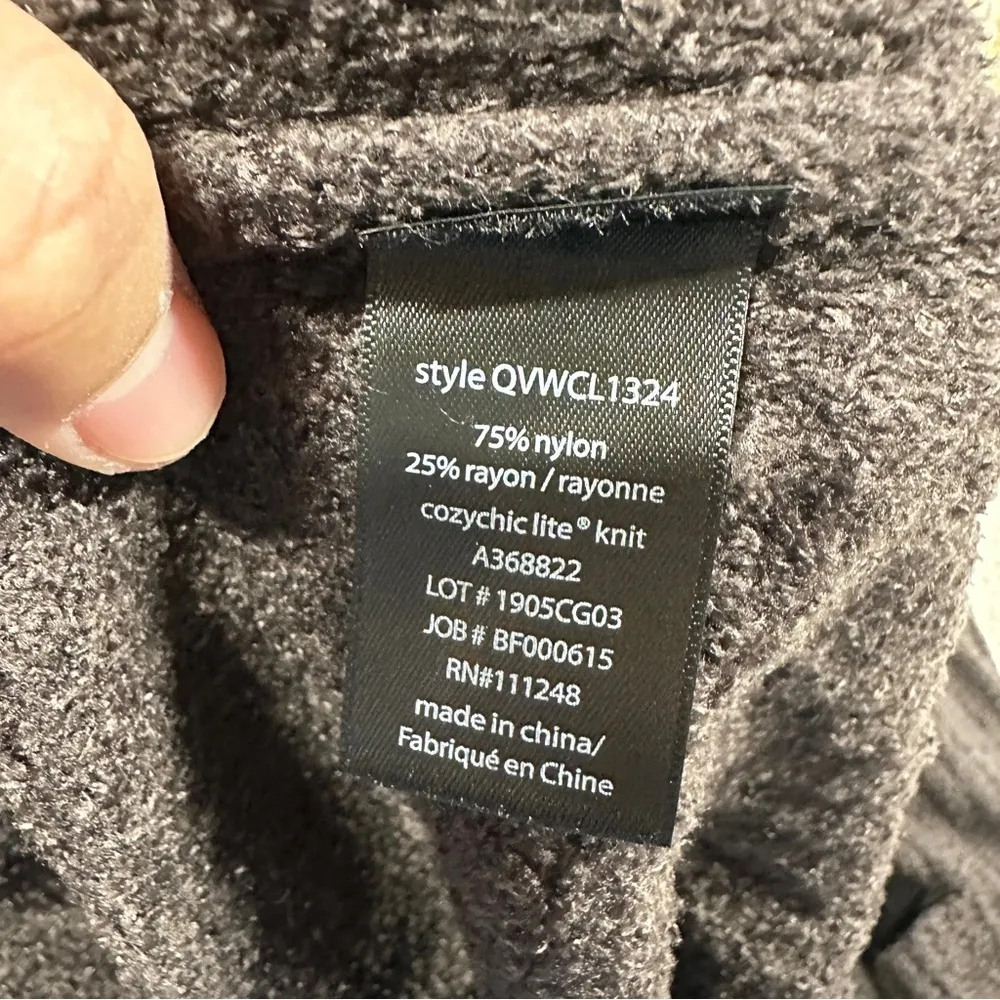 style QVWCL1324
75% nylon
25% rayon / rayonne
cozychic lite® knit
A368822
LOT # 1905CG03
JOB # BF000615
RN#111248
made in china/
Fabriqué en Chine